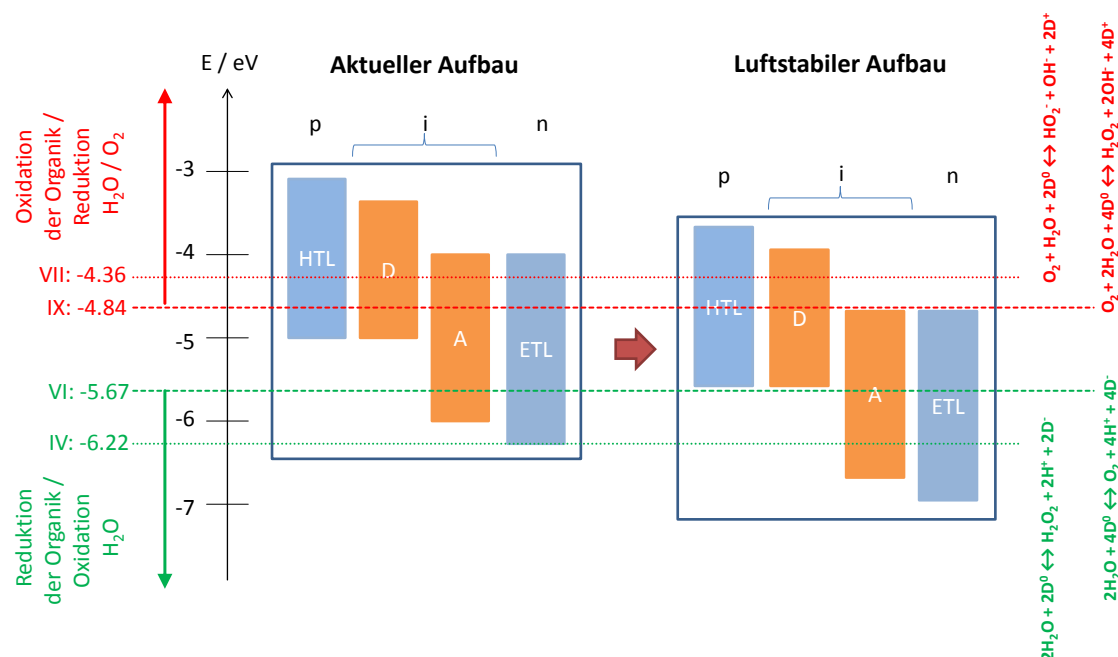 E / eV
Aktueller Aufbau
Luftstabiler Aufbau
Oxidation
der Organik /
Reduktion
H₂O / O₂
p
i
n
p
i
n
-3
-4
-5
-6
-7
HTL
D
A
ETL
HTL
D
A
ETL
VII: -4.36
IX: -4.84
VI: -5.67
IV: -6.22
Reduktion
der Organik /
Oxidation
H₂O
O₂ + H₂O + 2D⁰ ↔ HO₂⁻ + OH⁻ + 2D⁺
O₂ + 2H₂O + 4D⁰ ↔ H₂O₂ + 2OH⁻ + 4D⁺
2H₂O + 2D⁰ ↔ H₂O₂ + 2H⁺ + 2D⁻
2H₂O + 4D⁰ ↔ O₂ + 4H⁺ + 4D⁻